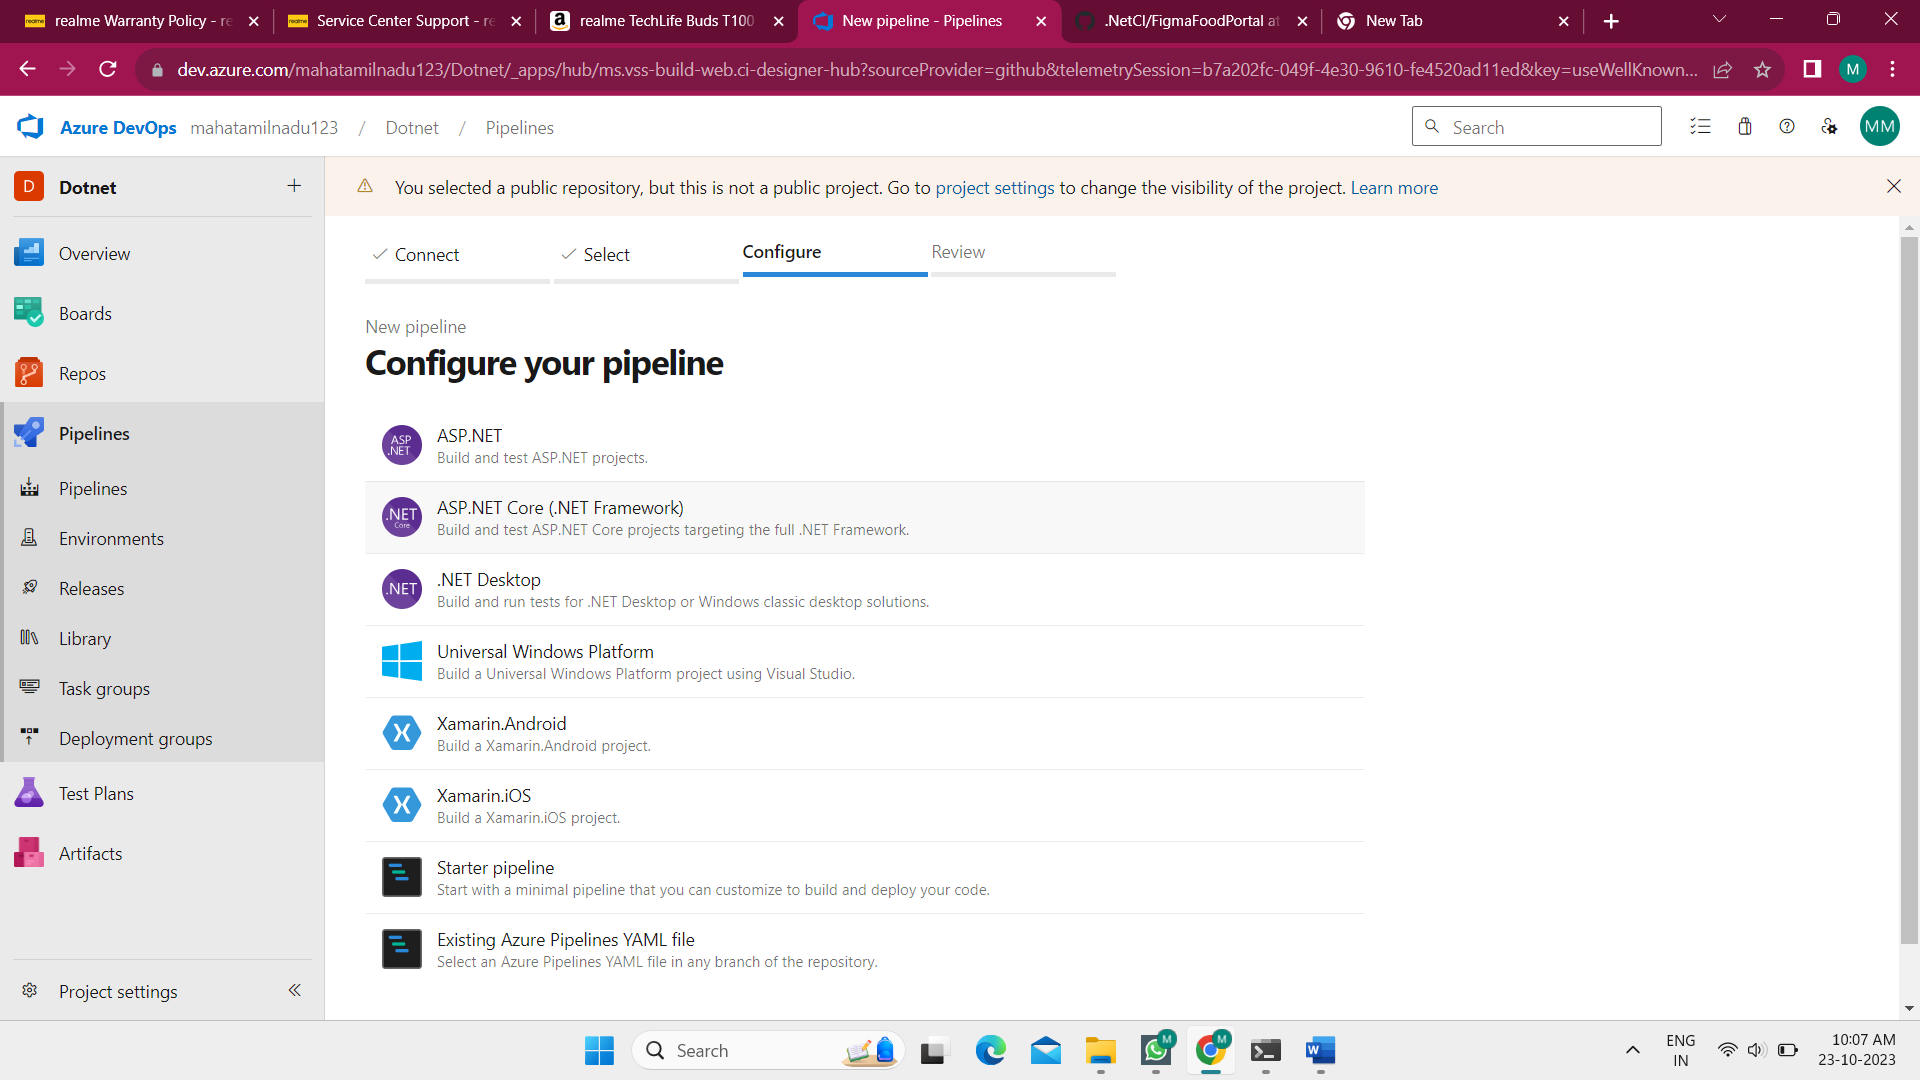 realme Warranty Policy - re
Service Center Support - re
realme TechLife Buds T100
New pipeline - Pipelines
.NetCI/FigmaFoodPortal at
New Tab
dev.azure.com/mahatamilnadu123/Dotnet/_apps/hub/ms.vss-build-web.ci-designer-hub?sourceProvider=github&telemetrySession=b7a202fc-049f-4e30-9610-fe4520ad11ed&key=useWellKnown...
M
Azure DevOps mahatamilnadu123 / Dotnet / Pipelines
Search
MM
D Dotnet
You selected a public repository, but this is not a public project. Go to project settings to change the visibility of the project. Learn more
Overview
Boards
Repos
Pipelines
Pipelines
Environments
Releases
Library
Task groups
Deployment groups
Test Plans
Artifacts
Project settings
Connect
Select
Configure
Review
New pipeline
Configure your pipeline
ASP
.NET
ASP.NET
Build and test ASP.NET projects.
.NET
Core
ASP.NET Core (.NET Framework)
Build and test ASP.NET Core projects targeting the full .NET Framework.
.NET
.NET Desktop
Build and run tests for .NET Desktop or Windows classic desktop solutions.
Universal Windows Platform
Build a Universal Windows Platform project using Visual Studio.
Xamarin.Android
Build a Xamarin.Android project.
Xamarin.iOS
Build a Xamarin.iOS project.
Starter pipeline
Start with a minimal pipeline that you can customize to build and deploy your code.
Existing Azure Pipelines YAML file
Select an Azure Pipelines YAML file in any branch of the repository.
Search
M
M
W
ENG
IN
10:07 AM
23-10-2023